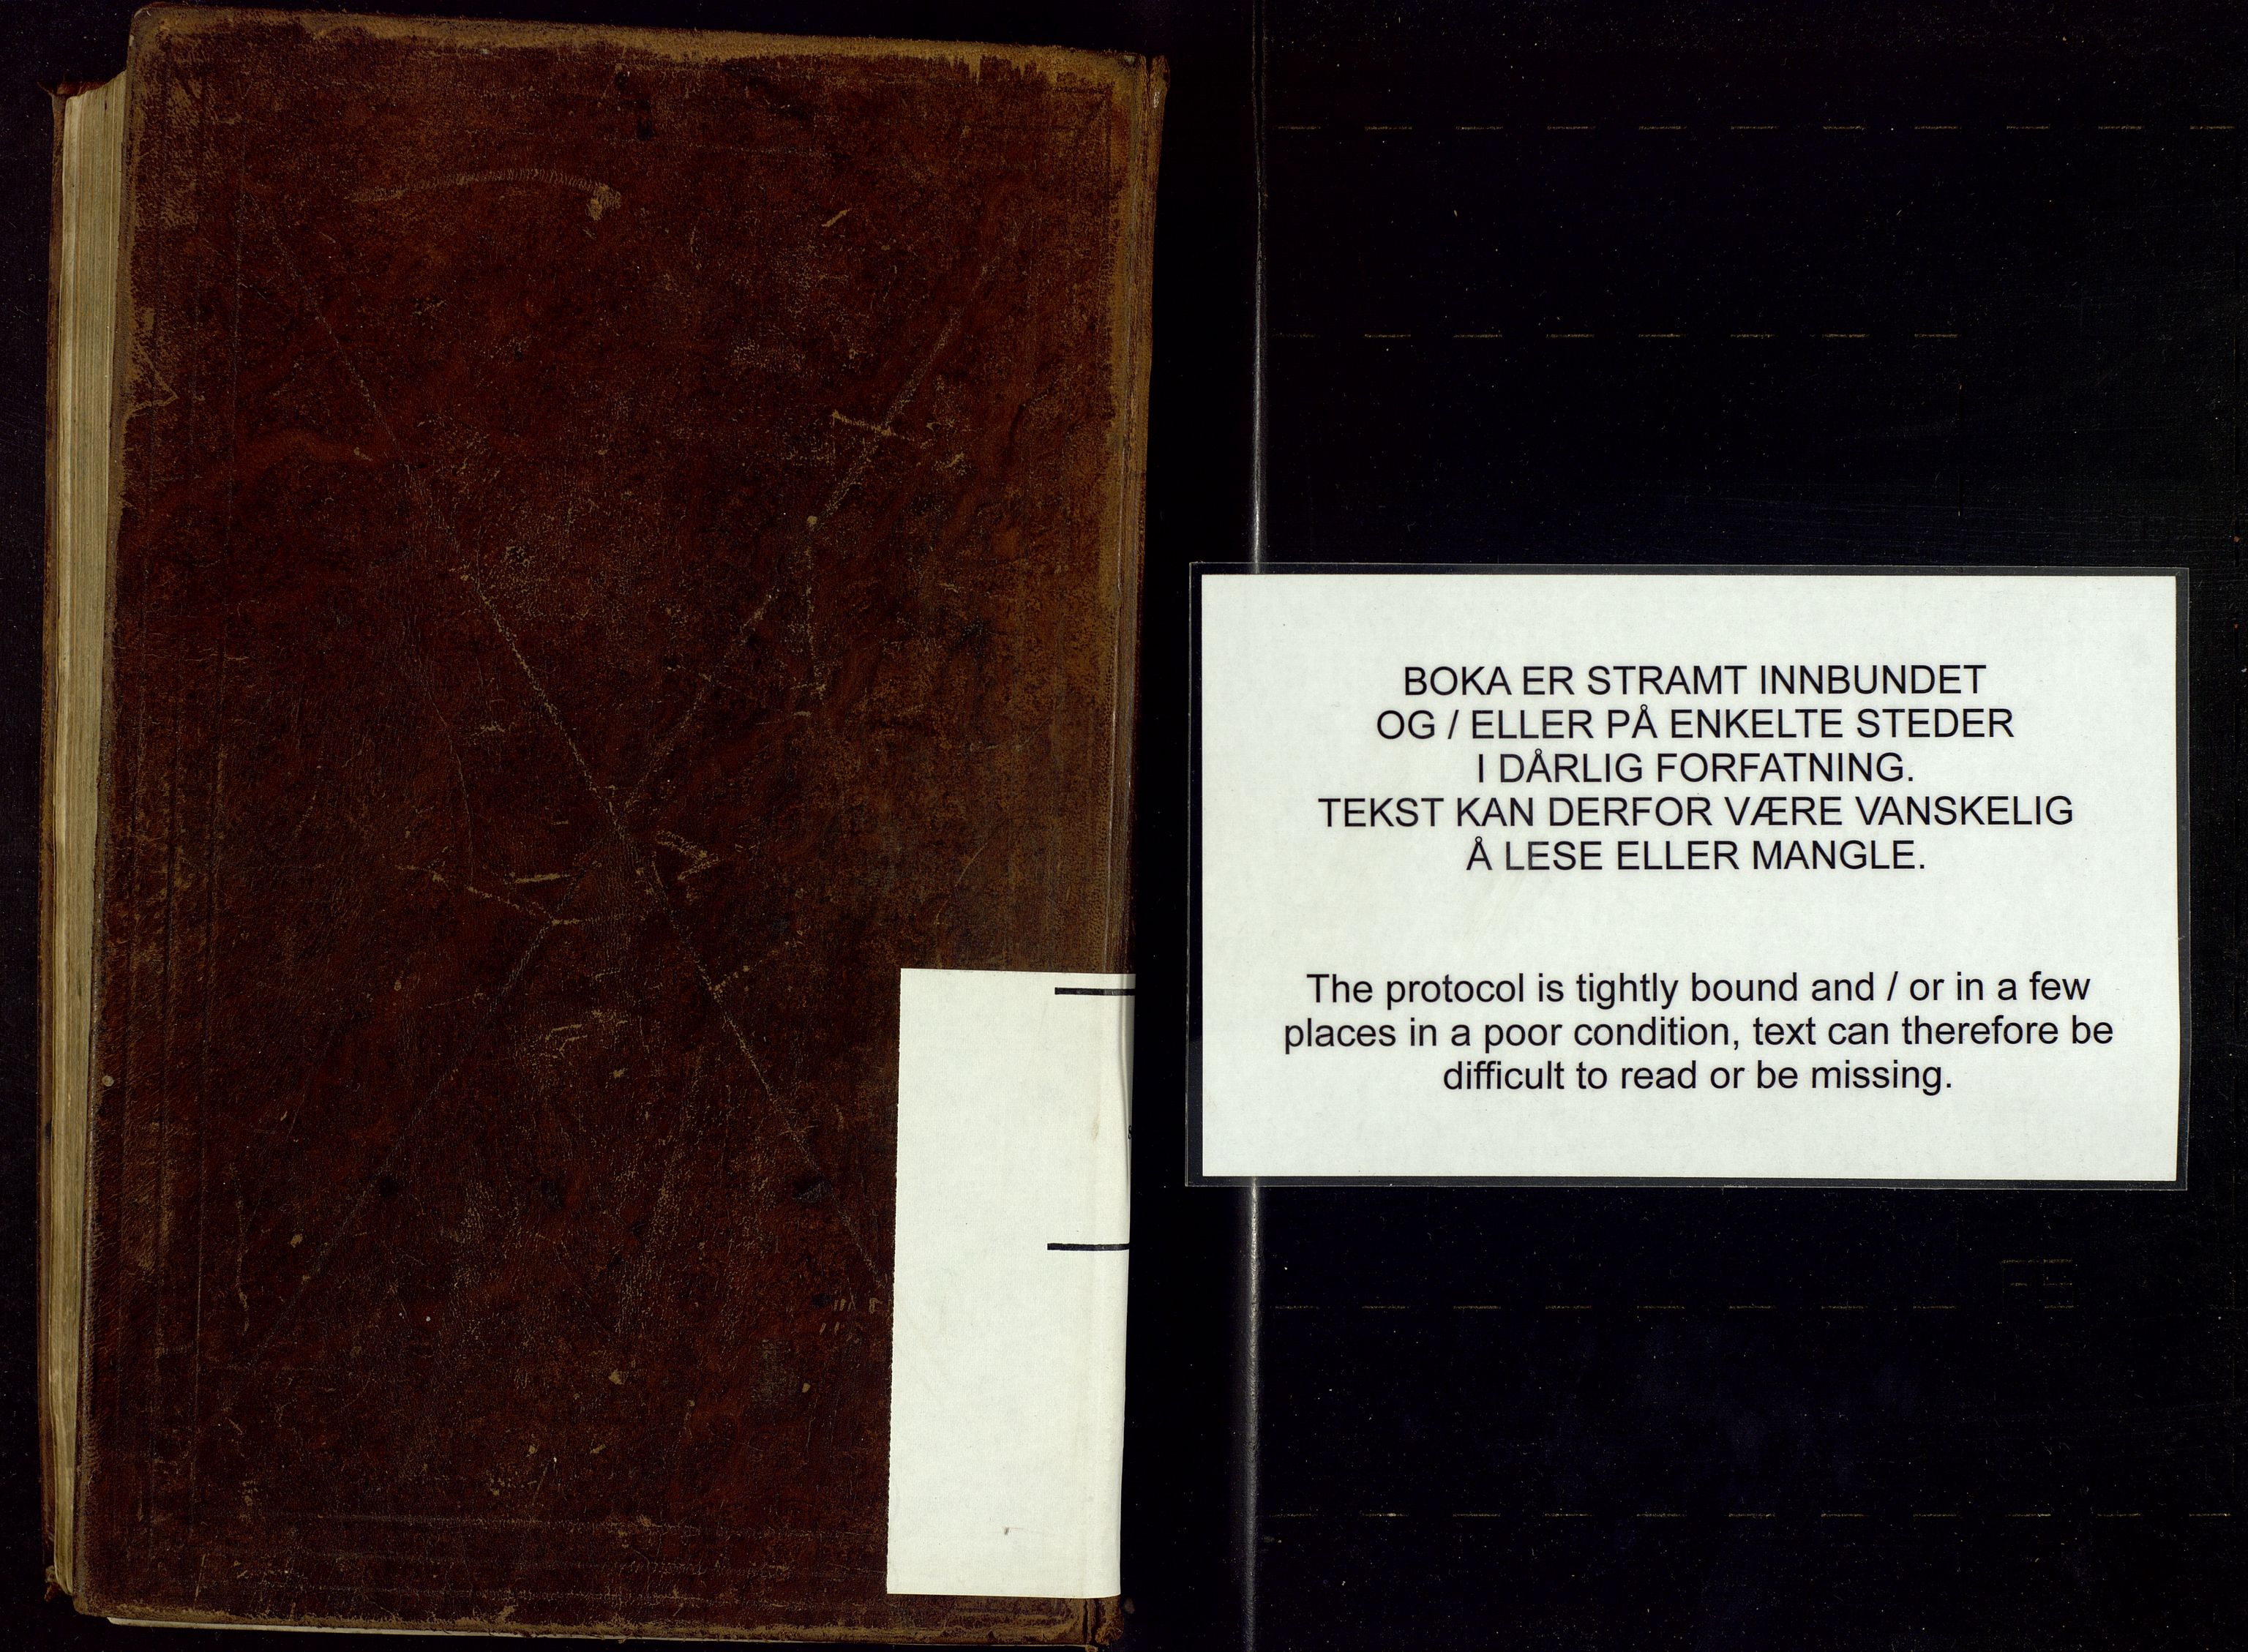 BOKA ER STRAMT INNBUNDET
OG / ELLER PÅ ENKELTE STEDER
I DÅRLIG FORFATNING.
TEKST KAN DERFOR VÆRE VANSKELIG
Å LESE ELLER MANGLE.
The protocol is tightly bound and / or in a few
places in a poor condition, text can therefore be
difficult to read or be missing.